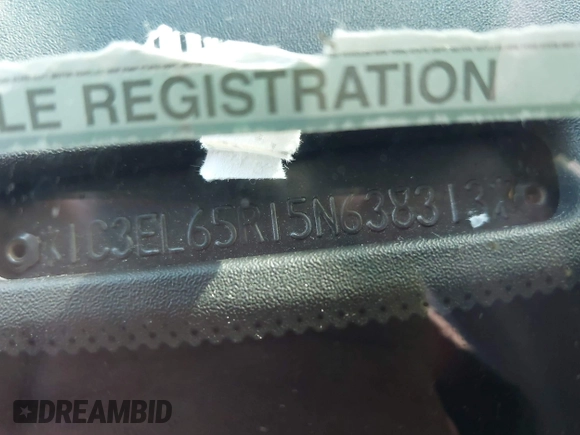 LE REGISTRATION
1C3EL65R15N638313
DREAMBID